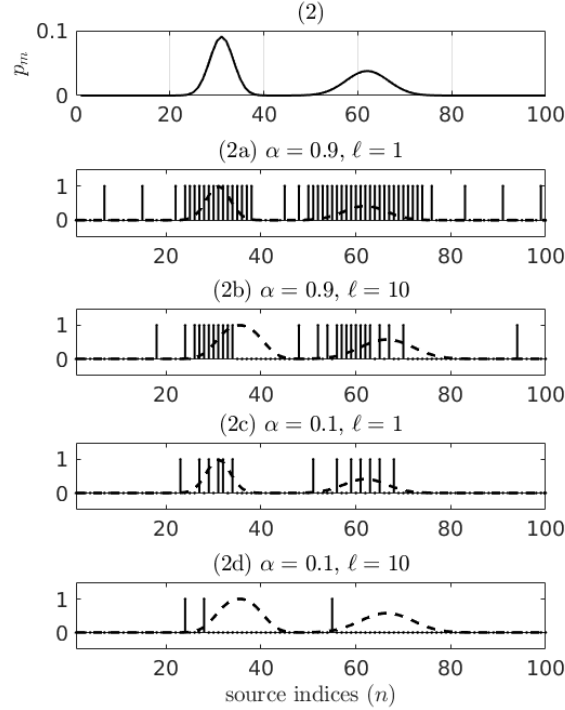 (2)
0.1
p_m
0
0 20 40 60 80 100
(2a) α = 0.9, ℓ = 1
1
0
20 40 60 80 100
(2b) α = 0.9, ℓ = 10
1
0
20 40 60 80 100
(2c) α = 0.1, ℓ = 1
1
0
20 40 60 80 100
(2d) α = 0.1, ℓ = 10
1
0
20 40 60 80 100
source indices (n)